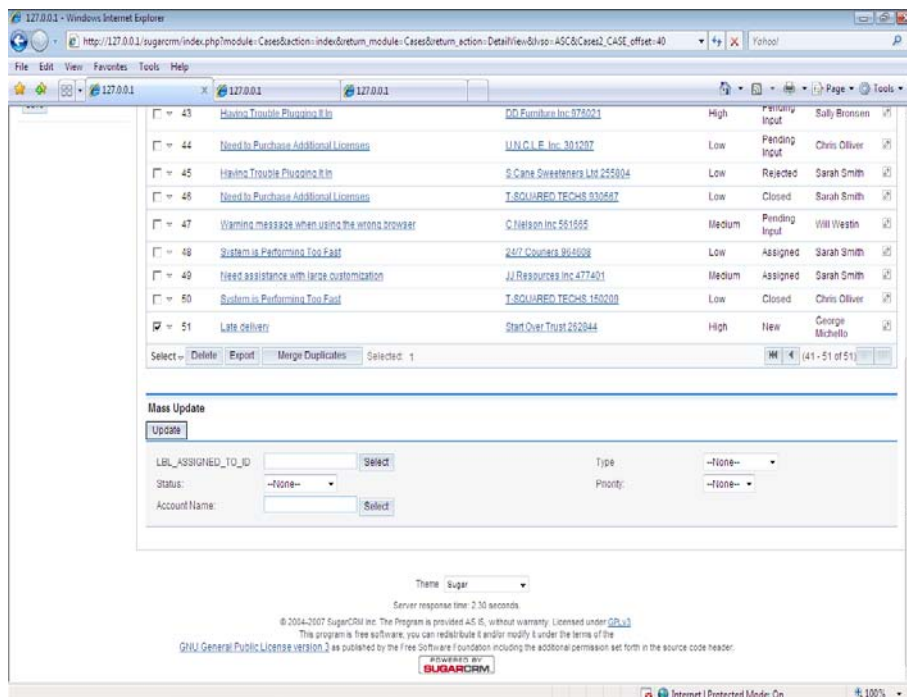 127.0.0.1 - Windows Internet Explorer
http://127.0.0.1/sugarcrm/index.php?module=Cases&action=index&return_module=Cases&return_action=DetailView&lvso=ASC&Cases2_CASE_offset=40 Yahoo!
File Edit View Favorites Tools Help
127.0.0.1 127.0.0.1 127.0.0.1 Page Tools
43 Having Trouble Plugging It In DD Furniture Inc 976021 High Pending Input Sally Bronsen
44 Need to Purchase Additional Licenses U.N.C.L.E. Inc. 301297 Low Pending Input Chris Olliver
45 Having Trouble Plugging It In S Cane Sweeteners Ltd 255804 Low Rejected Sarah Smith
46 Need to Purchase Additional Licenses T-SQUARED TECHS 930567 Low Closed Sarah Smith
47 Warning message when using the wrong browser C Nelson Inc 561665 Medium Pending Input Will Westin
48 System is Performing Too Fast 24/7 Couriers 964608 Low Assigned Sarah Smith
49 Need assistance with large customization JJ Resources Inc 477401 Medium Assigned Sarah Smith
50 System is Performing Too Fast T-SQUARED TECHS 150209 Low Closed Chris Olliver
51 Late delivery Start Over Trust 262844 High New George Michello
Select Delete Export Merge Duplicates Selected: 1 (41 - 51 of 51)
Mass Update
Update
LBL_ASSIGNED_TO_ID Select Type --None--
Status: --None-- Priority: --None--
Account Name: Select
Theme Sugar
Server response time: 2.30 seconds.
© 2004-2007 SugarCRM Inc. The Program is provided AS IS, without warranty. Licensed under GPLv3
This program is free software; you can redistribute it and/or modify it under the terms of the
GNU General Public License version 3 as published by the Free Software Foundation including the additional permission set forth in the source code header.
POWERED BY
SUGARCRM
Internet | Protected Mode: On 100%